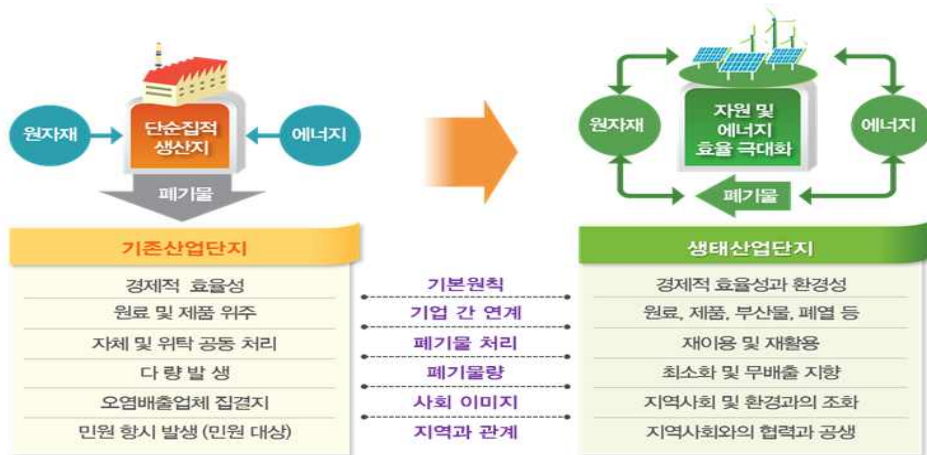 원자재
단순집적
생산지
에너지
폐기물
원자재
자원 및
에너지
효율 극대화
에너지
폐기물
기존산업단지
생태산업단지
경제적 효율성
기본원칙
경제적 효율성과 환경성
원료 및 제품 위주
기업 간 연계
원료, 제품, 부산물, 폐열 등
자체 및 위탁 공동 처리
폐기물 처리
재이용 및 재활용
다 량 발 생
폐기물량
최소화 및 무배출 지향
오염배출업체 집결지
사회 이미지
지역사회 및 환경과의 조화
민원 항시 발생 (민원 대상)
지역과 관계
지역사회와의 협력과 공생